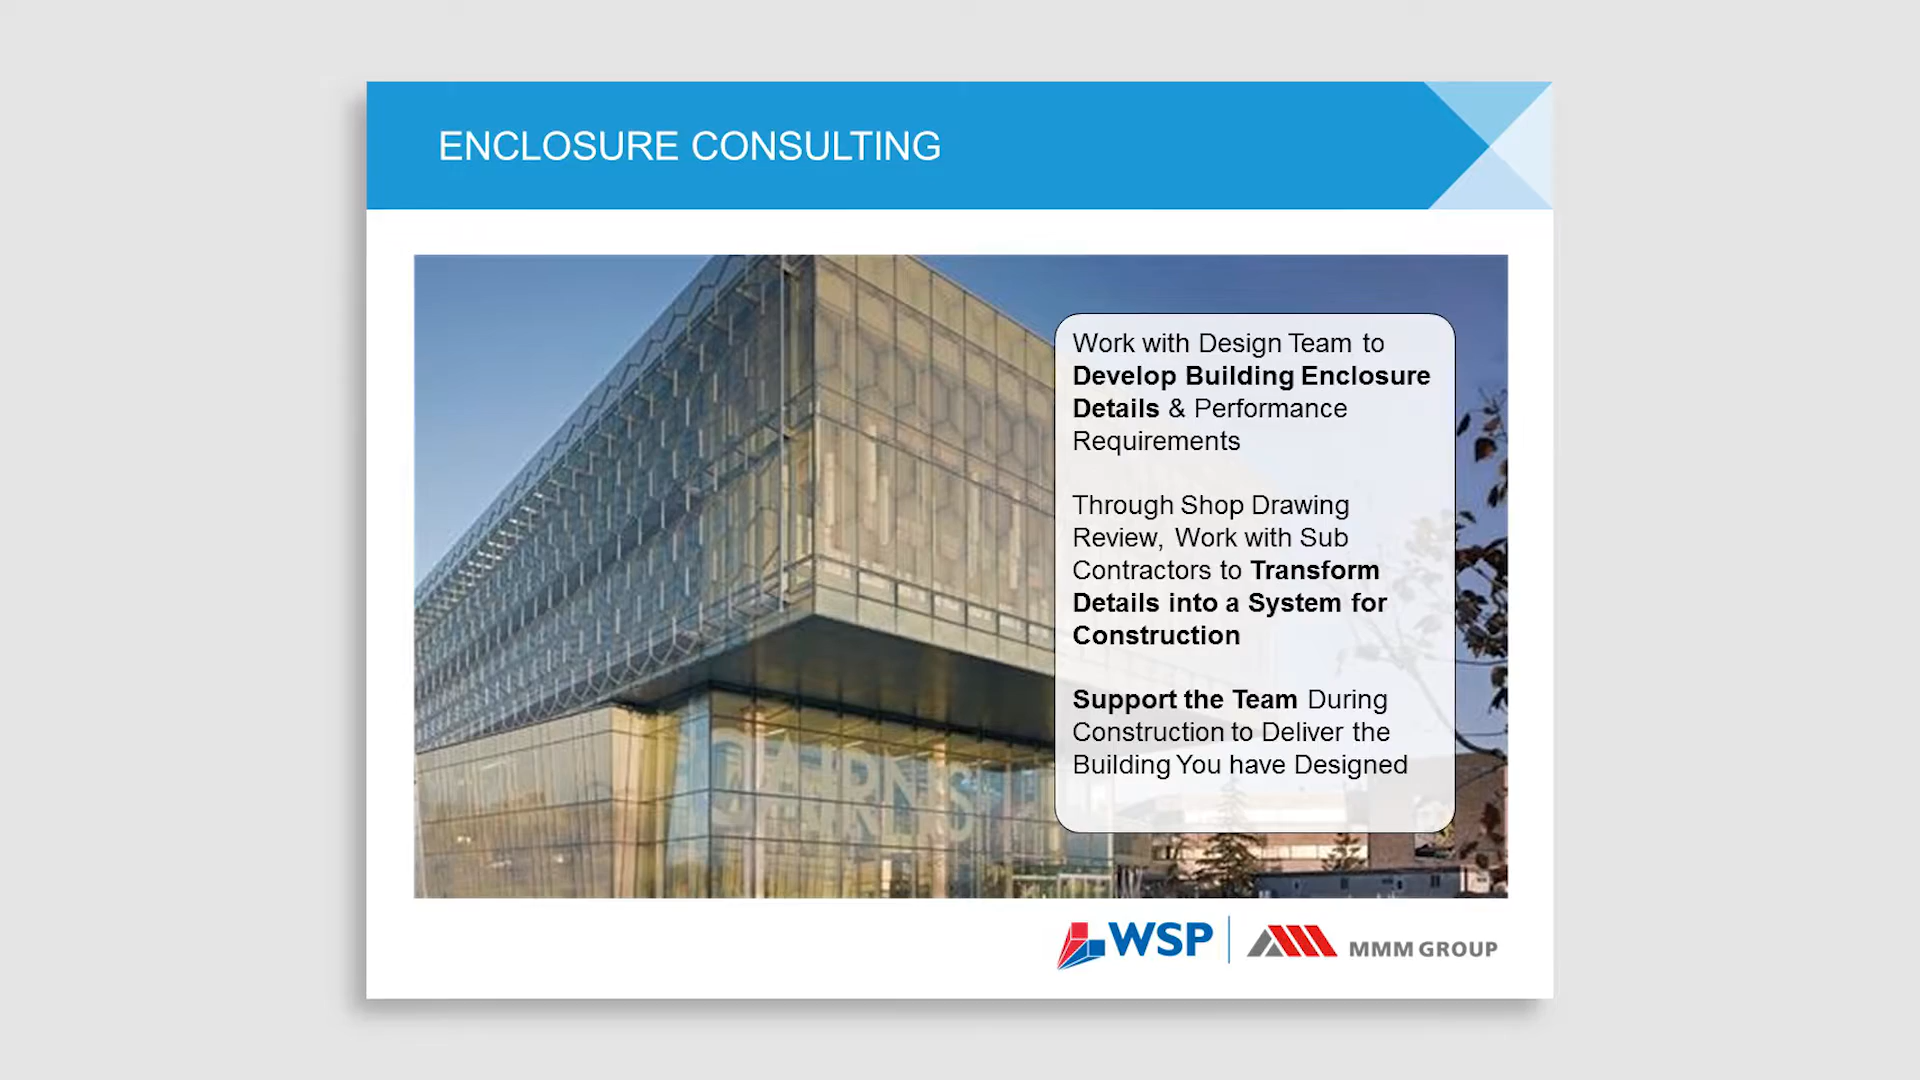 ENCLOSURE CONSULTING
Work with Design Team to
Develop Building Enclosure
Details & Performance
Requirements
Through Shop Drawing
Review, Work with Sub
Contractors to Transform
Details into a System for
Construction
Support the Team During
Construction to Deliver the
Building You have Designed
CAIRNS
WSP
MMM GROUP